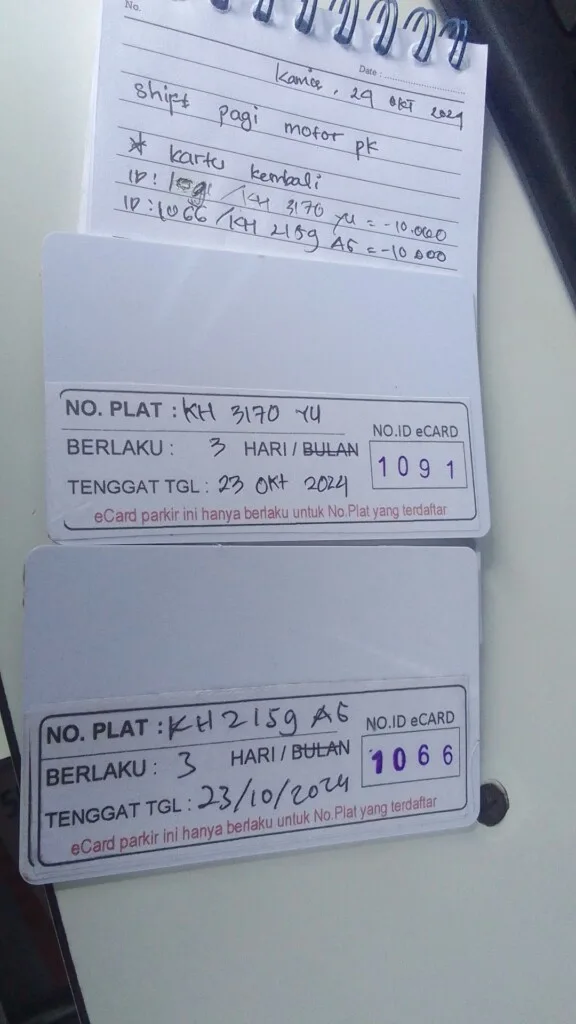 No.
Date :
Kamis, 24 OKT 2024
Shift pagi motor pk
* kartu kembali
ID: 1091 / KH 3170 YU = -10.000
ID: 1066 / KH 2159 AG = -10.000
NO. PLAT : KH 3170 YU
BERLAKU : 3 HARI / BULAN
NO.ID eCARD
1091
TENGGAT TGL : 23 OKt 2024
eCard parkir ini hanya berlaku untuk No.Plat yang terdaftar
NO. PLAT : KH 2159 AG
NO.ID eCARD
BERLAKU : 3 HARI / BULAN
1066
TENGGAT TGL : 23/10/2024
eCard parkir ini hanya berlaku untuk No.Plat yang terdaftar